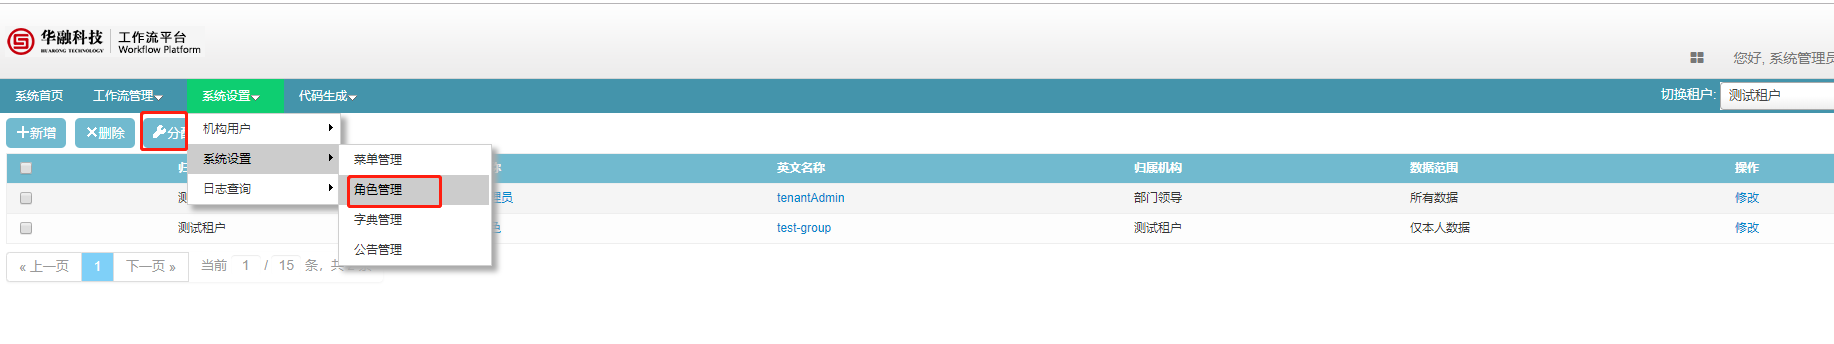 华融科技 工作流平台
HUARONG TECHNOLOGY Workflow Platform
您好, 系统管理员
系统首页 工作流管理 系统设置 代码生成 切换租户: 测试租户
新增 删除 分配
机构用户
系统设置
日志查询
菜单管理
角色管理
字典管理
公告管理
英文名称 归属机构 数据范围 操作
测 理员 tenantAdmin 部门领导 所有数据 修改
测试租户 色 test-group 测试租户 仅本人数据 修改
« 上一页 1 下一页 » 当前 1 / 15 条, 共